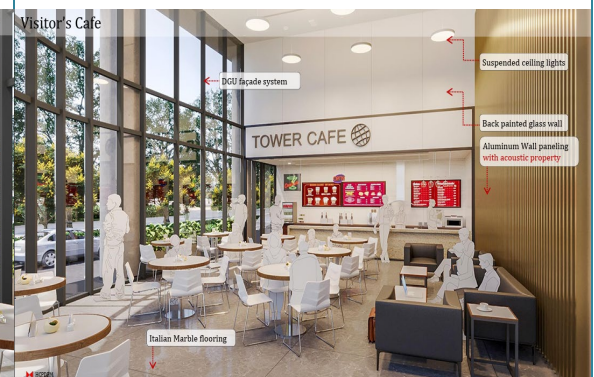 Visitor's Cafe
Suspended ceiling lights
DGU façade system
Back painted glass wall
TOWER CAFE
Aluminum Wall paneling
with acoustic property
Italian Marble flooring